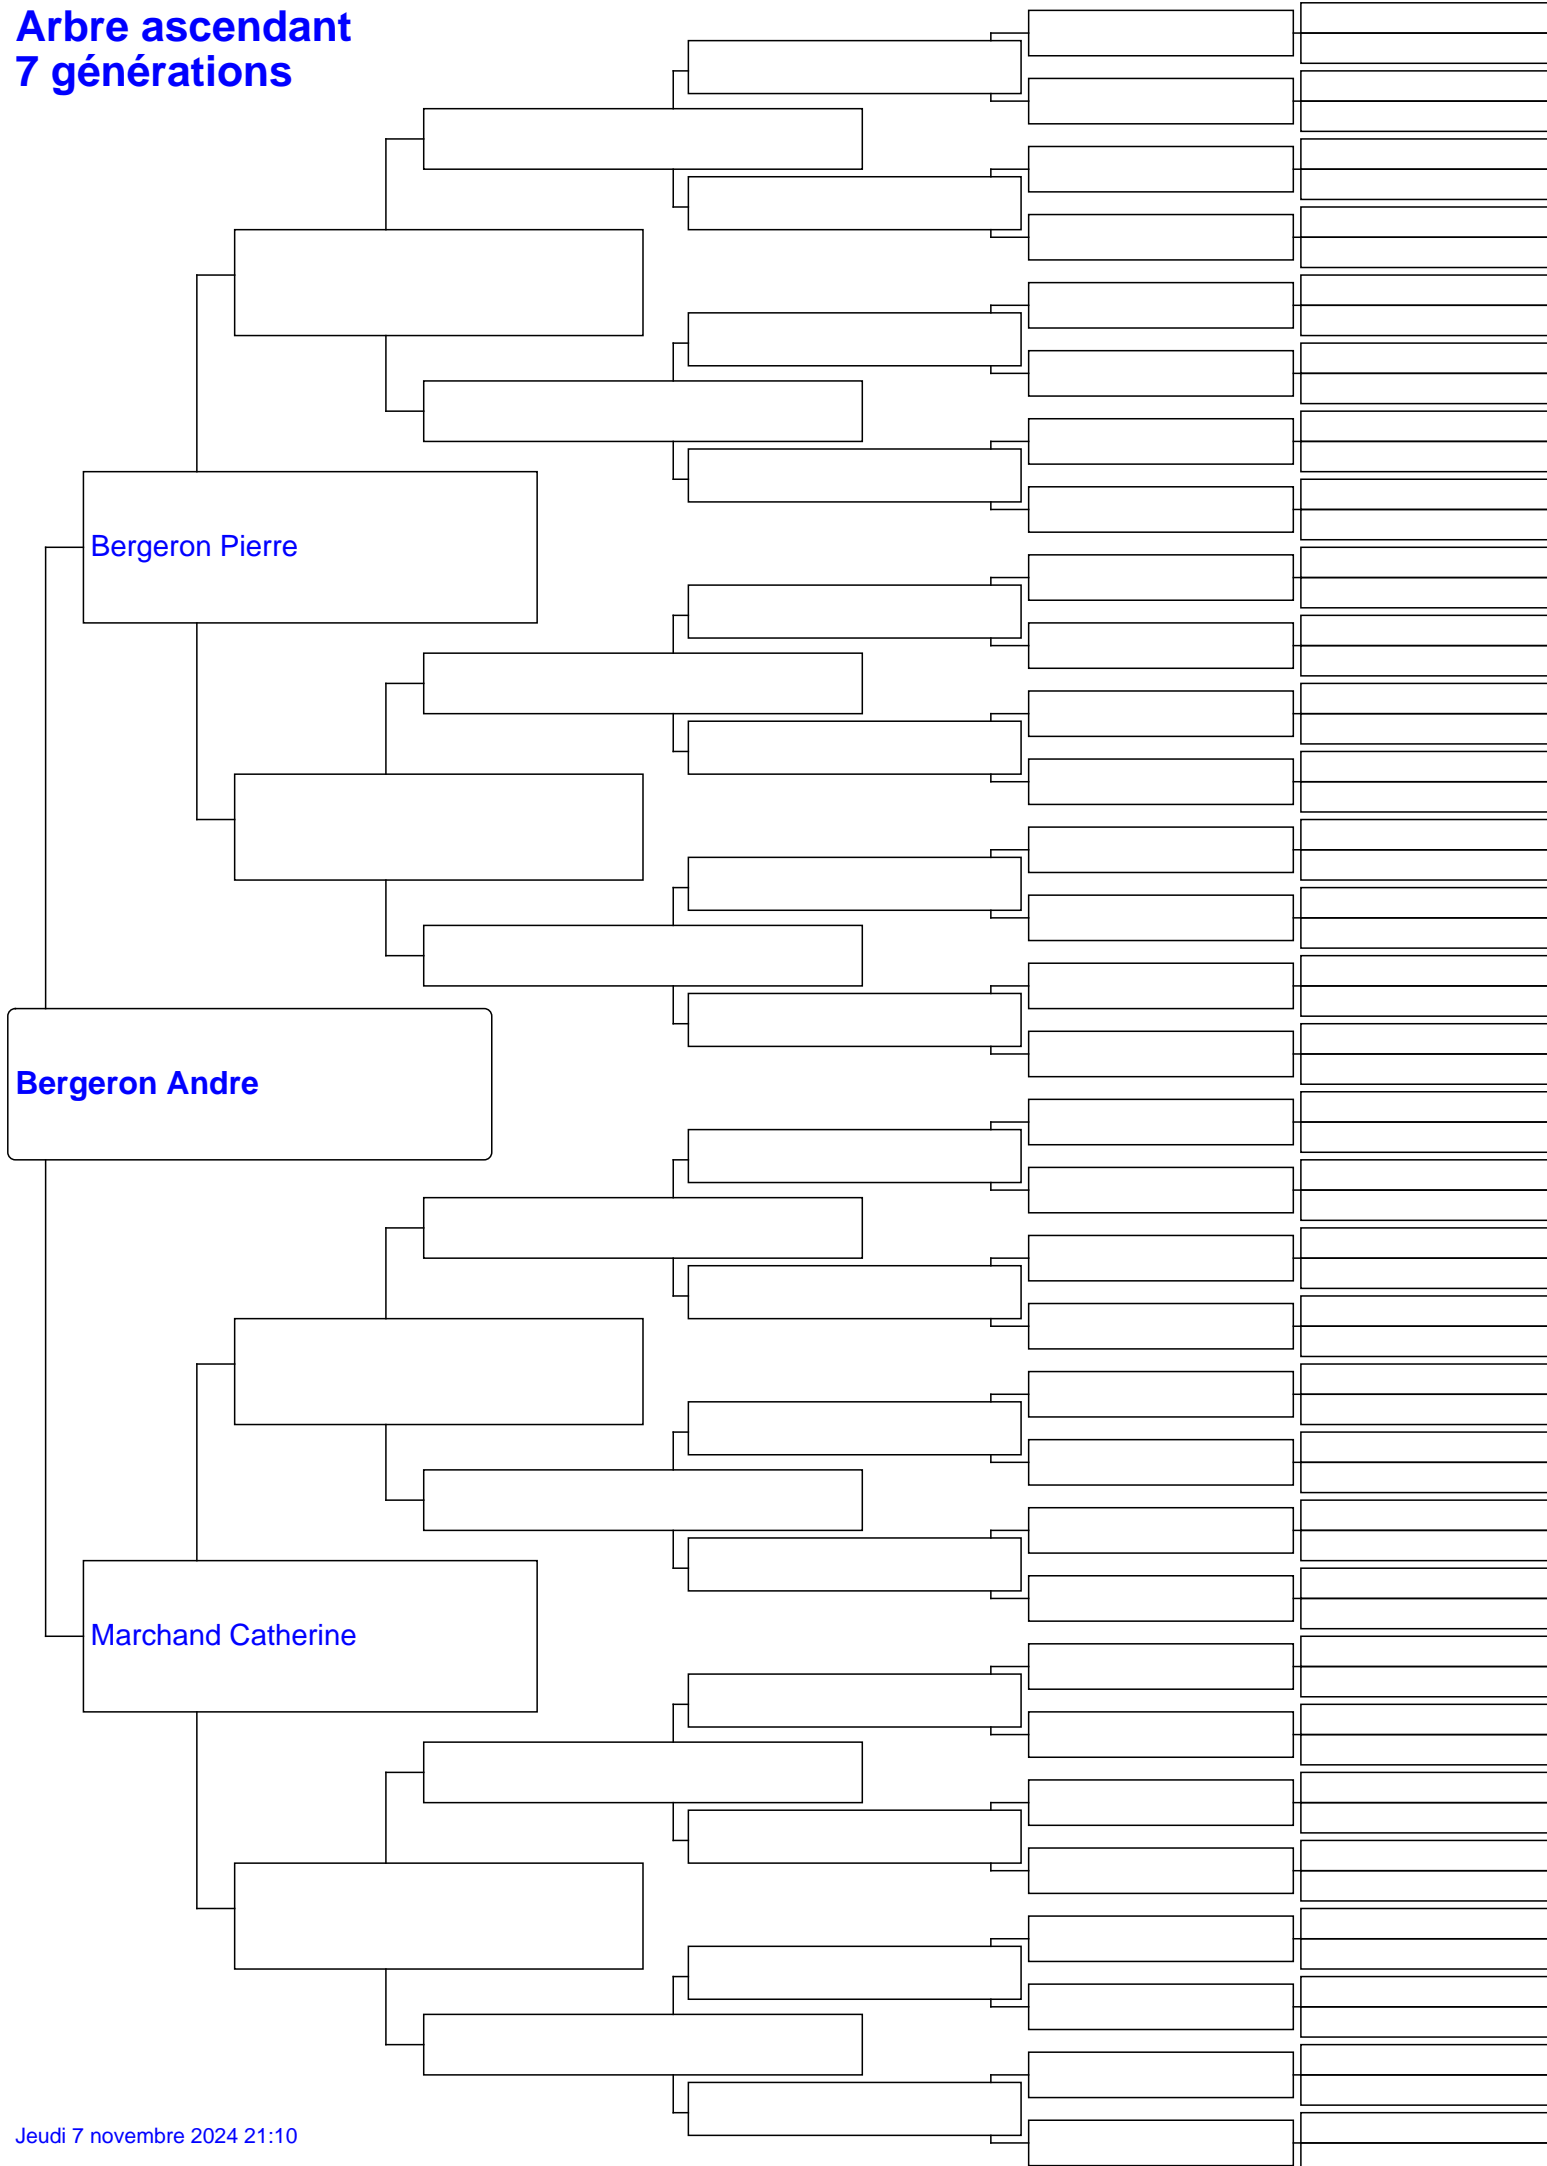 Arbre ascendant
7 générations
Bergeron Pierre
Bergeron Andre
Marchand Catherine
Jeudi 7 novembre 2024 21:10